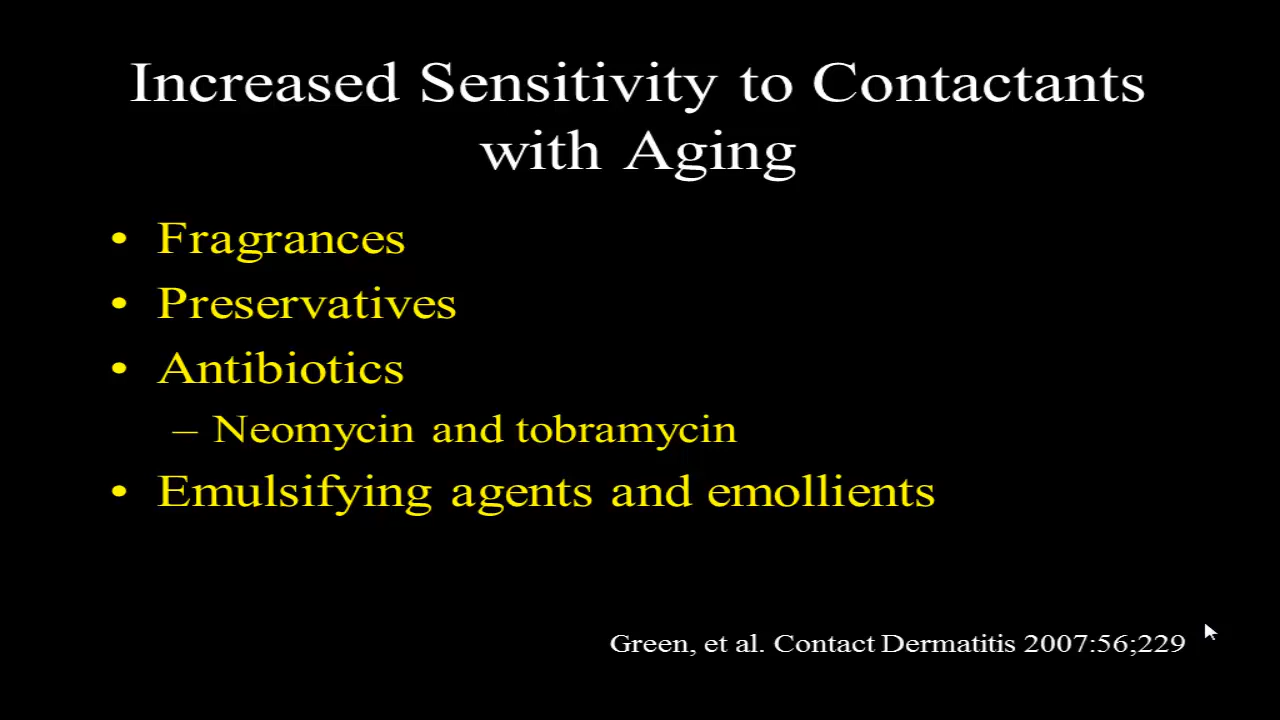 Increased Sensitivity to Contactants
with Aging
• Fragrances
• Preservatives
• Antibiotics
– Neomycin and tobramycin
• Emulsifying agents and emollients
Green, et al. Contact Dermatitis 2007:56;229